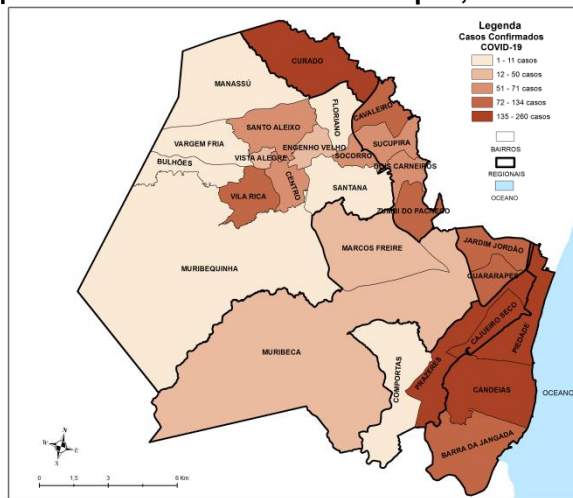 Legenda
Casos Confirmados
COVID-19
1 - 11 casos
12 - 50 casos
51 - 71 casos
72 - 134 casos
135 - 260 casos
BAIRROS
REGIONAIS
OCEANO
CURADO
MANASSÚ
FLORIANO
CAVALEIRO
SANTO ALEIXO
SUCUPIRA
VARGEM FRIA
ENGENHO VELHO
SOCORRO
VISTA ALEGRE
BULHÕES
DOIS CARNEIROS
CENTRO
SANTANA
VILA RICA
ZUMBI DO PACHECO
MARCOS FREIRE
JARDIM JORDÃO
MURIBEQUINHA
GUARARAPES
CAJUEIRO SECO
PIEDADE
MURIBECA
COMPORTAS
PRAZERES
CANDEIAS
OCEANO
BARRA DA JANGADA
N
W
E
S
0 1,5 3 6 Km